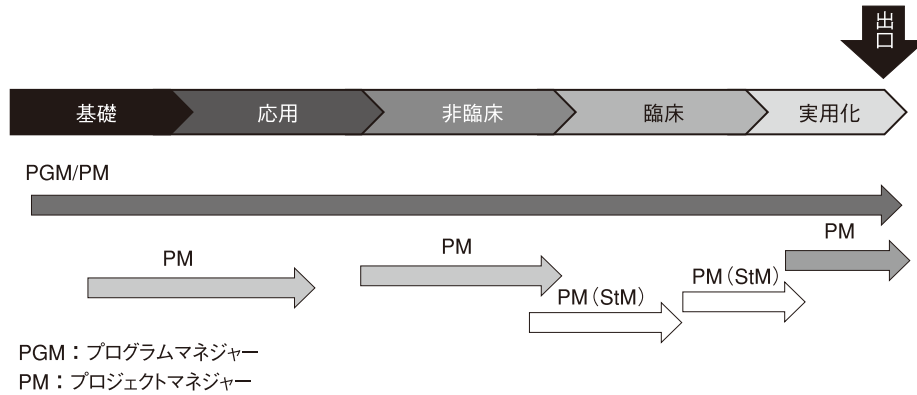 出口
基礎 応用 非臨床 臨床 実用化
PGM/PM
PM
PM
PM
PM(StM)
PM(StM)
PGM：プログラムマネジャー
PM：プロジェクトマネジャー